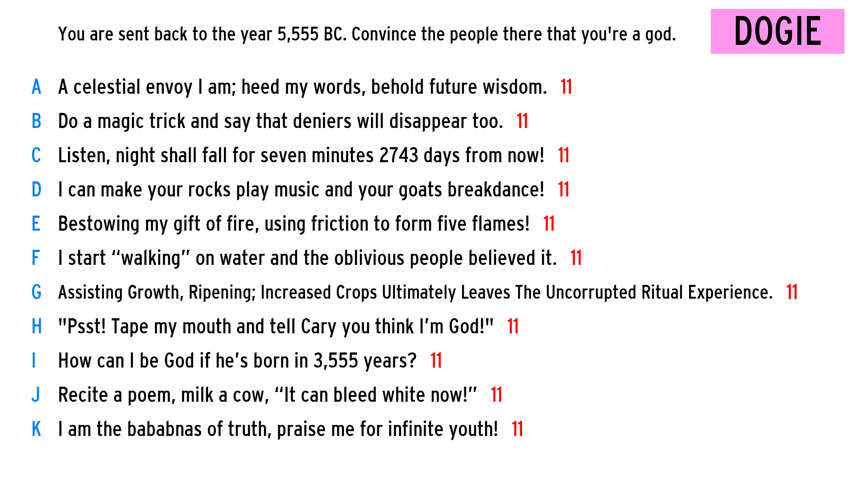 You are sent back to the year 5,555 BC. Convince the people there that you're a god.
DOGIE
A A celestial envoy I am; heed my words, behold future wisdom. 11
B Do a magic trick and say that deniers will disappear too. 11
C Listen, night shall fall for seven minutes 2743 days from now! 11
D I can make your rocks play music and your goats breakdance! 11
E Bestowing my gift of fire, using friction to form five flames! 11
F I start “walking” on water and the oblivious people believed it. 11
G Assisting Growth, Ripening; Increased Crops Ultimately Leaves The Uncorrupted Ritual Experience. 11
H "Psst! Tape my mouth and tell Cary you think I’m God!" 11
I How can I be God if he’s born in 3,555 years? 11
J Recite a poem, milk a cow, “It can bleed white now!” 11
K I am the bababnas of truth, praise me for infinite youth! 11